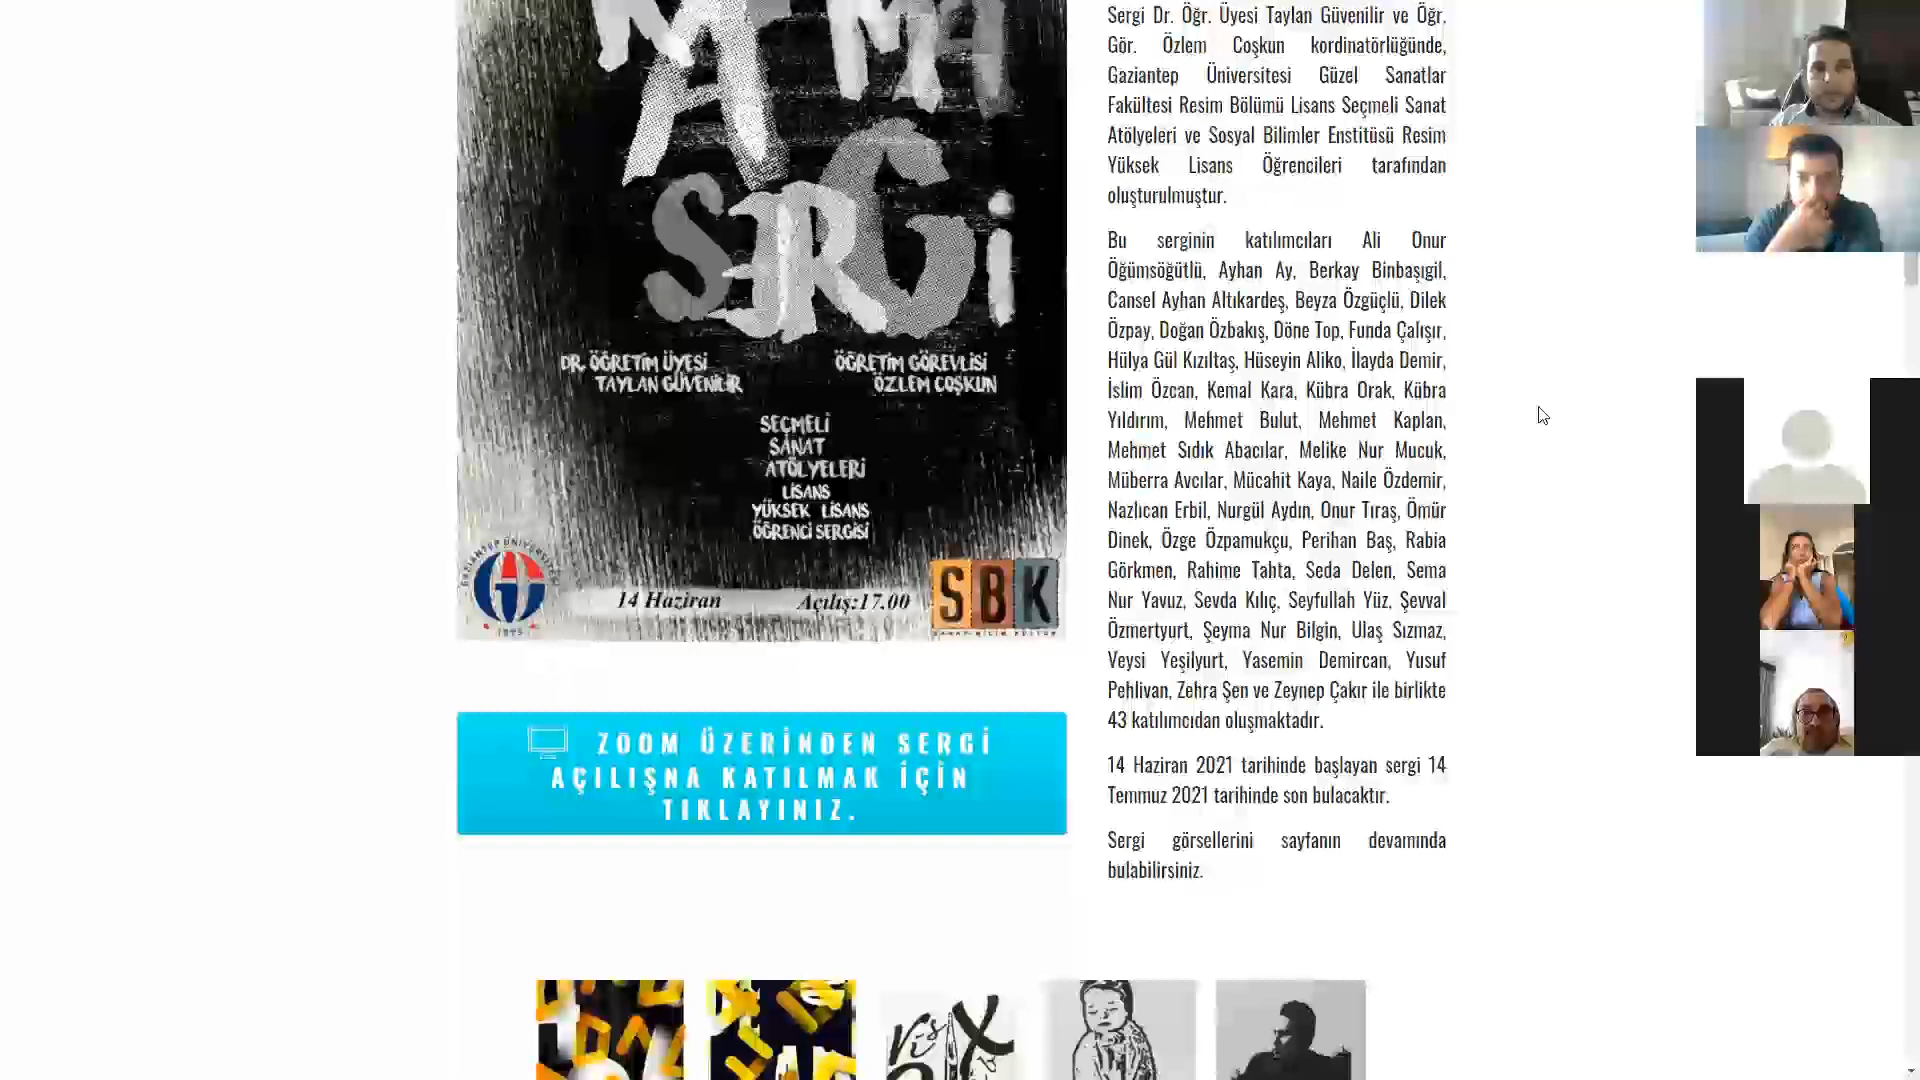 SERGİ
DR. ÖĞRETİM ÜYESİ
TAYLAN GÜVENİLİR
ÖĞRETİM GÖREVLİSİ
ÖZLEM COŞKUN
SEÇMELİ
SANAT
ATÖLYELERİ
LİSANS
YÜKSEK LİSANS
ÖĞRENCİ SERGİSİ
GAZİANTEP ÜNİVERSİTESİ
1973
14 Haziran
Açılış:17.00
SBK
ZOOM ÜZERİNDEN SERGİ
AÇILIŞNA KATILMAK İÇİN
TIKLAYINIZ.
Sergi Dr. Öğr. Üyesi Taylan Güvenilir ve Öğr.
Gör. Özlem Coşkun kordinatörlüğünde,
Gaziantep Üniversitesi Güzel Sanatlar
Fakültesi Resim Bölümü Lisans Seçmeli Sanat
Atölyeleri ve Sosyal Bilimler Enstitüsü Resim
Yüksek Lisans Öğrencileri tarafından
oluşturulmuştur.
Bu serginin katılımcıları Ali Onur
Öğümsöğütlü, Ayhan Ay, Berkay Binbaşıgil,
Cansel Ayhan Altıkardeş, Beyza Özgüçlü, Dilek
Özpay, Doğan Özbakış, Döne Top, Funda Çalışır,
Hülya Gül Kızıltaş, Hüseyin Aliko, İlayda Demir,
İslim Özcan, Kemal Kara, Kübra Orak, Kübra
Yıldırım, Mehmet Bulut, Mehmet Kaplan,
Mehmet Sıdık Abacılar, Melike Nur Mucuk,
Müberra Avcılar, Mücahit Kaya, Naile Özdemir,
Nazlıcan Erbil, Nurgül Aydın, Onur Tıraş, Ömür
Dinek, Özge Özpamukçu, Perihan Baş, Rabia
Görkmen, Rahime Tahta, Seda Delen, Sema
Nur Yavuz, Sevda Kılıç, Seyfullah Yüz, Şevval
Özmertyurt, Şeyma Nur Bilgin, Ulaş Sızmaz,
Veysi Yeşilyurt, Yasemin Demircan, Yusuf
Pehlivan, Zehra Şen ve Zeynep Çakır ile birlikte
43 katılımcıdan oluşmaktadır.
14 Haziran 2021 tarihinde başlayan sergi 14
Temmuz 2021 tarihinde son bulacaktır.
Sergi görsellerini sayfanın devamında
bulabilirsiniz.